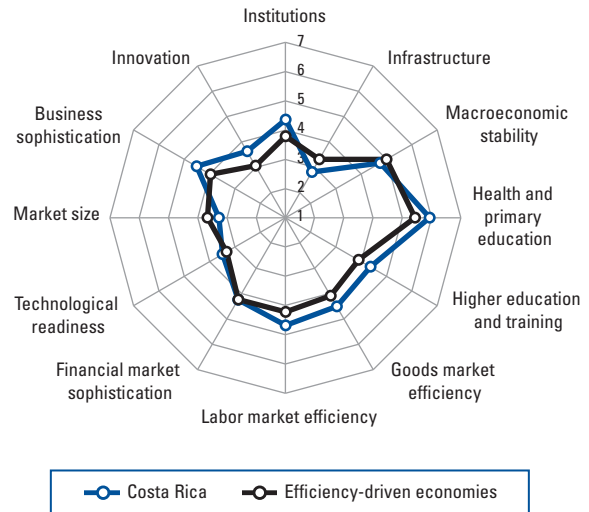 Institutions
7
6
5
4
3
2
1
Infrastructure
Macroeconomic
stability
Health and
primary
education
Higher education
and training
Goods market
efficiency
Labor market efficiency
Financial market
sophistication
Technological
readiness
Market size
Business
sophistication
Innovation
Costa Rica
Efficiency-driven economies